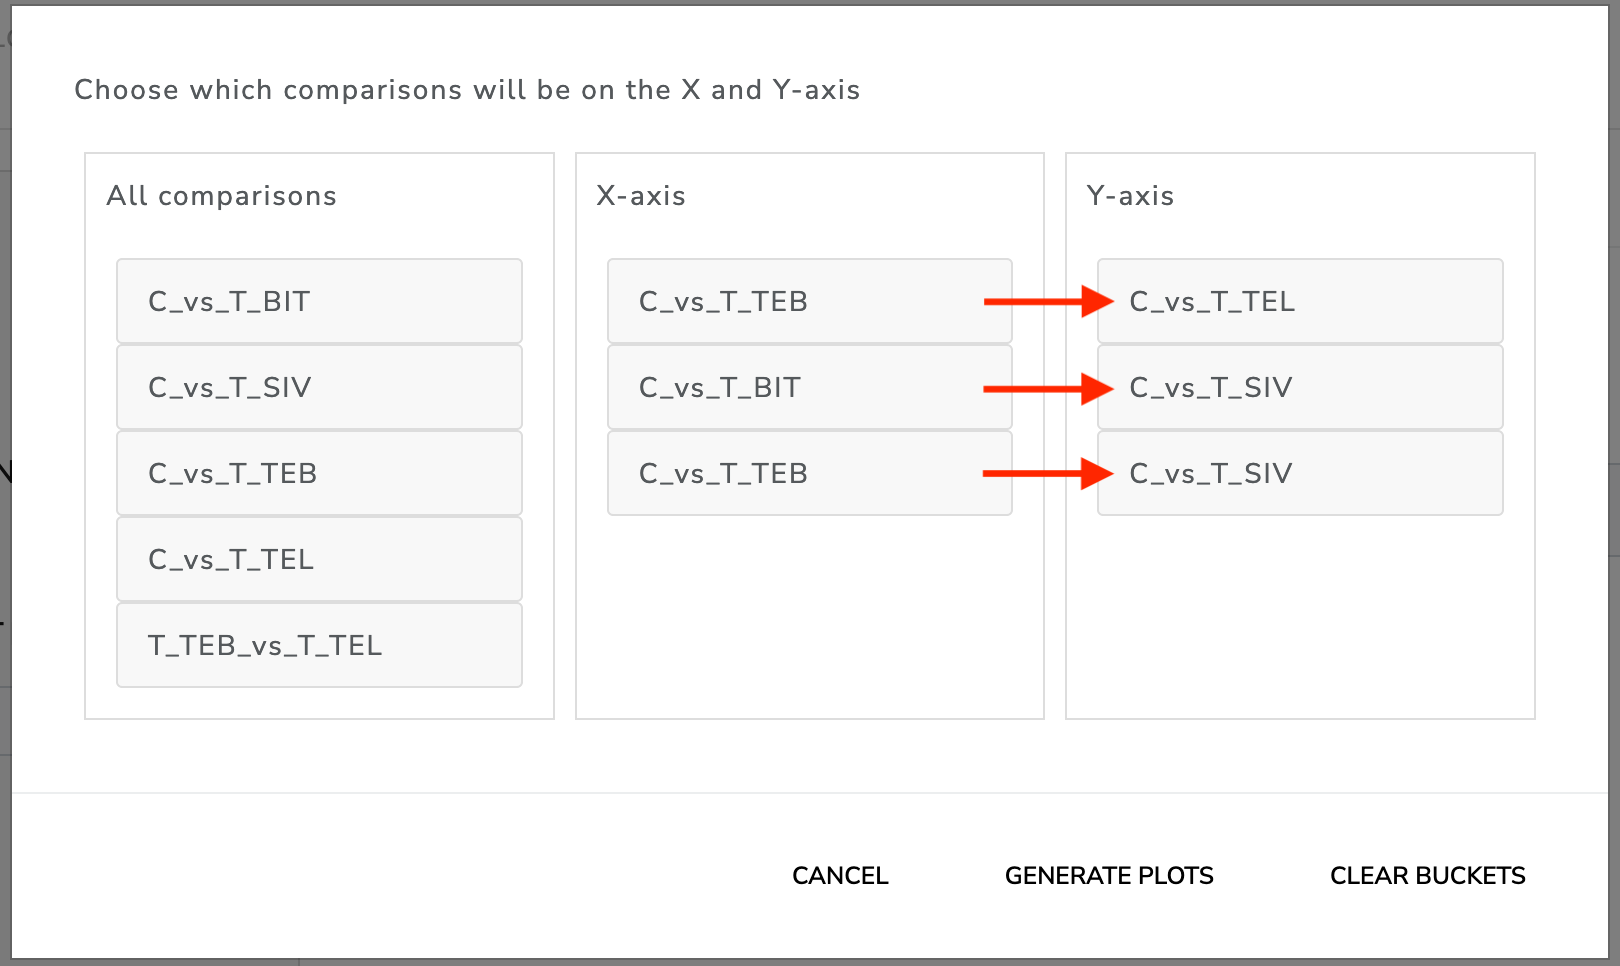 Choose which comparisons will be on the X and Y-axis
All comparisons
C_vs_T_BIT
C_vs_T_SIV
C_vs_T_TEB
C_vs_T_TEL
T_TEB_vs_T_TEL
X-axis
C_vs_T_TEB
C_vs_T_BIT
C_vs_T_TEB
Y-axis
C_vs_T_TEL
C_vs_T_SIV
C_vs_T_SIV
CANCEL
GENERATE PLOTS
CLEAR BUCKETS